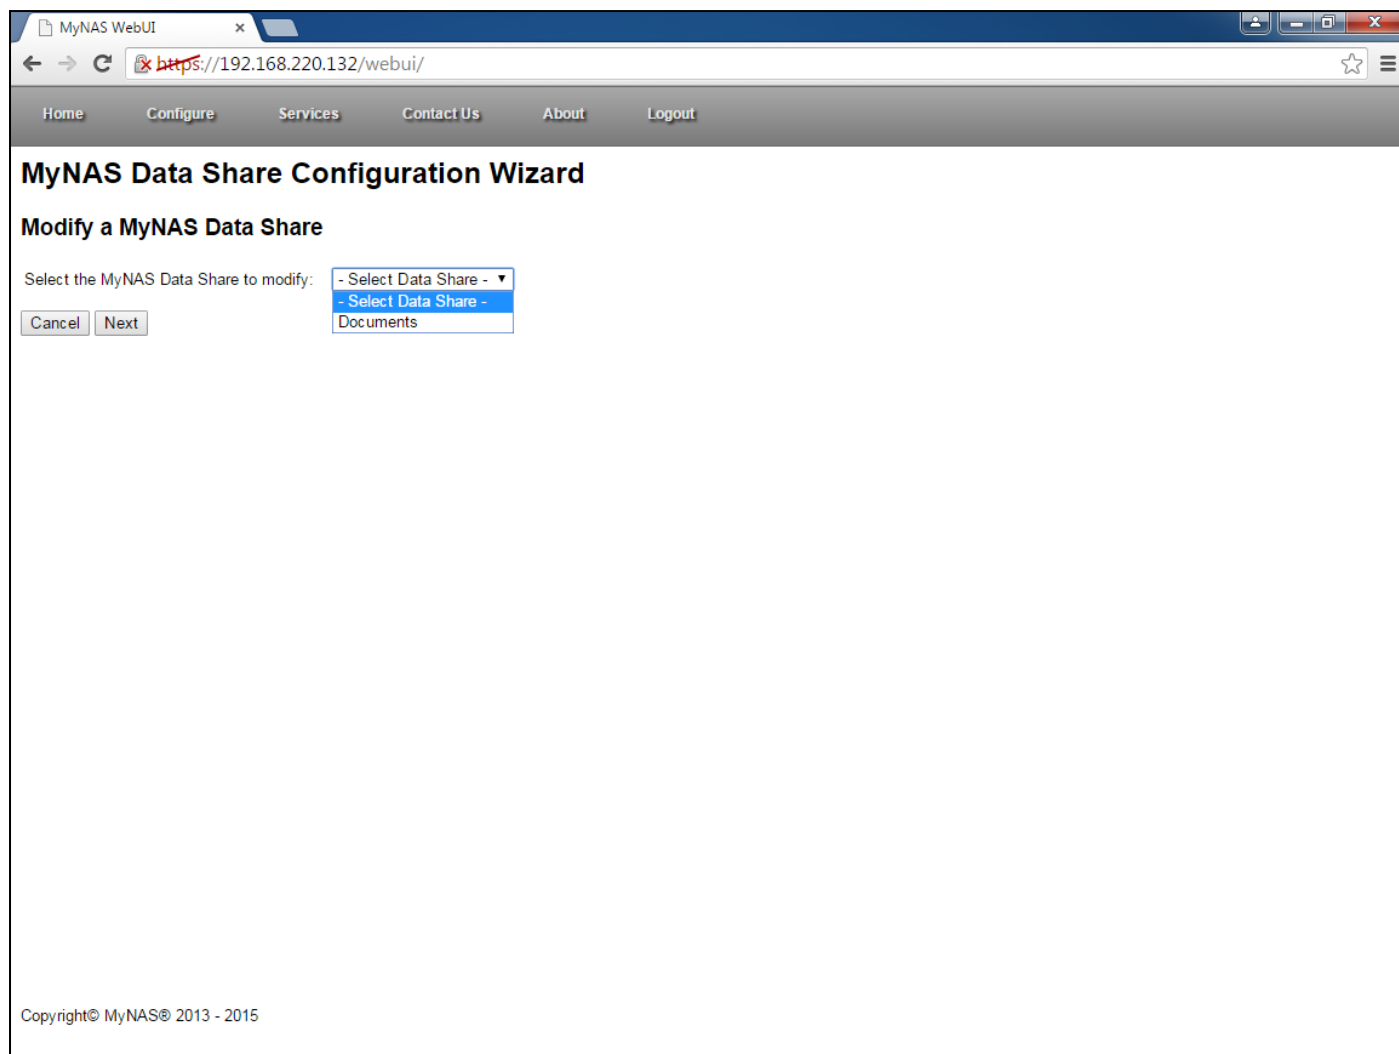 MyNAS WebUI
https://192.168.220.132/webui/
Home Configure Services Contact Us About Logout
MyNAS Data Share Configuration Wizard
Modify a MyNAS Data Share
Select the MyNAS Data Share to modify: - Select Data Share -
- Select Data Share -
Documents
Cancel Next
Copyright© MyNAS® 2013 - 2015